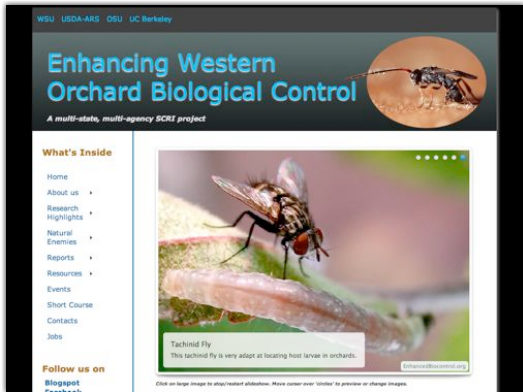 WSU USDA-ARS OSU UC Berkeley
Enhancing Western
Orchard Biological Control
A multi-state, multi-agency SCRI project
What's Inside
Home
About us
Research
Highlights
Natural
Enemies
Reports
Resources
Events
Short Course
Contacts
Jobs
Follow us on
Blogspot
Facebook
Tachinid Fly
This tachinid fly is very adapt at locating host larvae in orchards.
Enhancedbiocontrol.org
Click on large image to stop/restart slideshow. Move cursor over 'circles' to preview or change images.